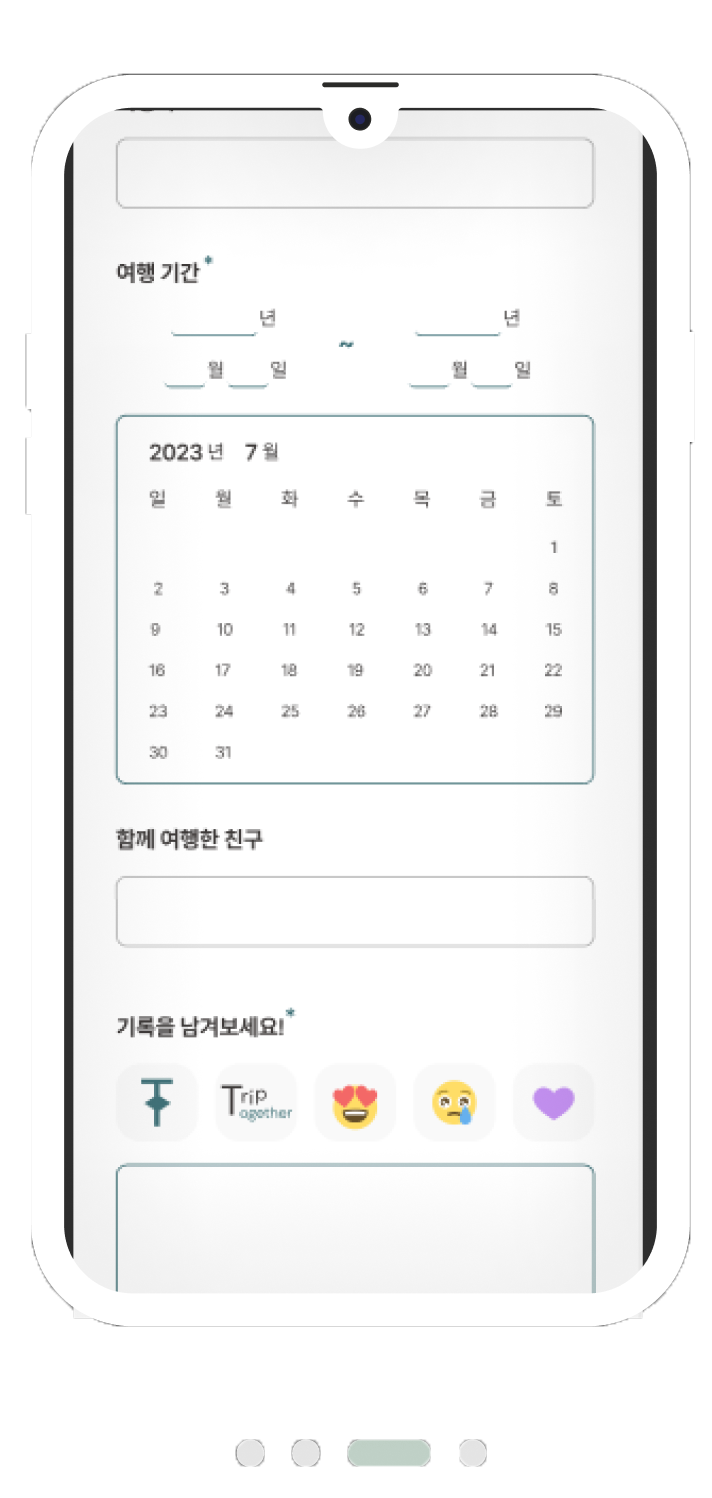 여행 기간 *
년 ~ 년
월 일 월 일
2023 년 7 월
일 월 화 수 목 금 토
1
2 3 4 5 6 7 8
9 10 11 12 13 14 15
16 17 18 19 20 21 22
23 24 25 26 27 28 29
30 31
함께 여행한 친구
기록을 남겨보세요! *
Trip
ogether